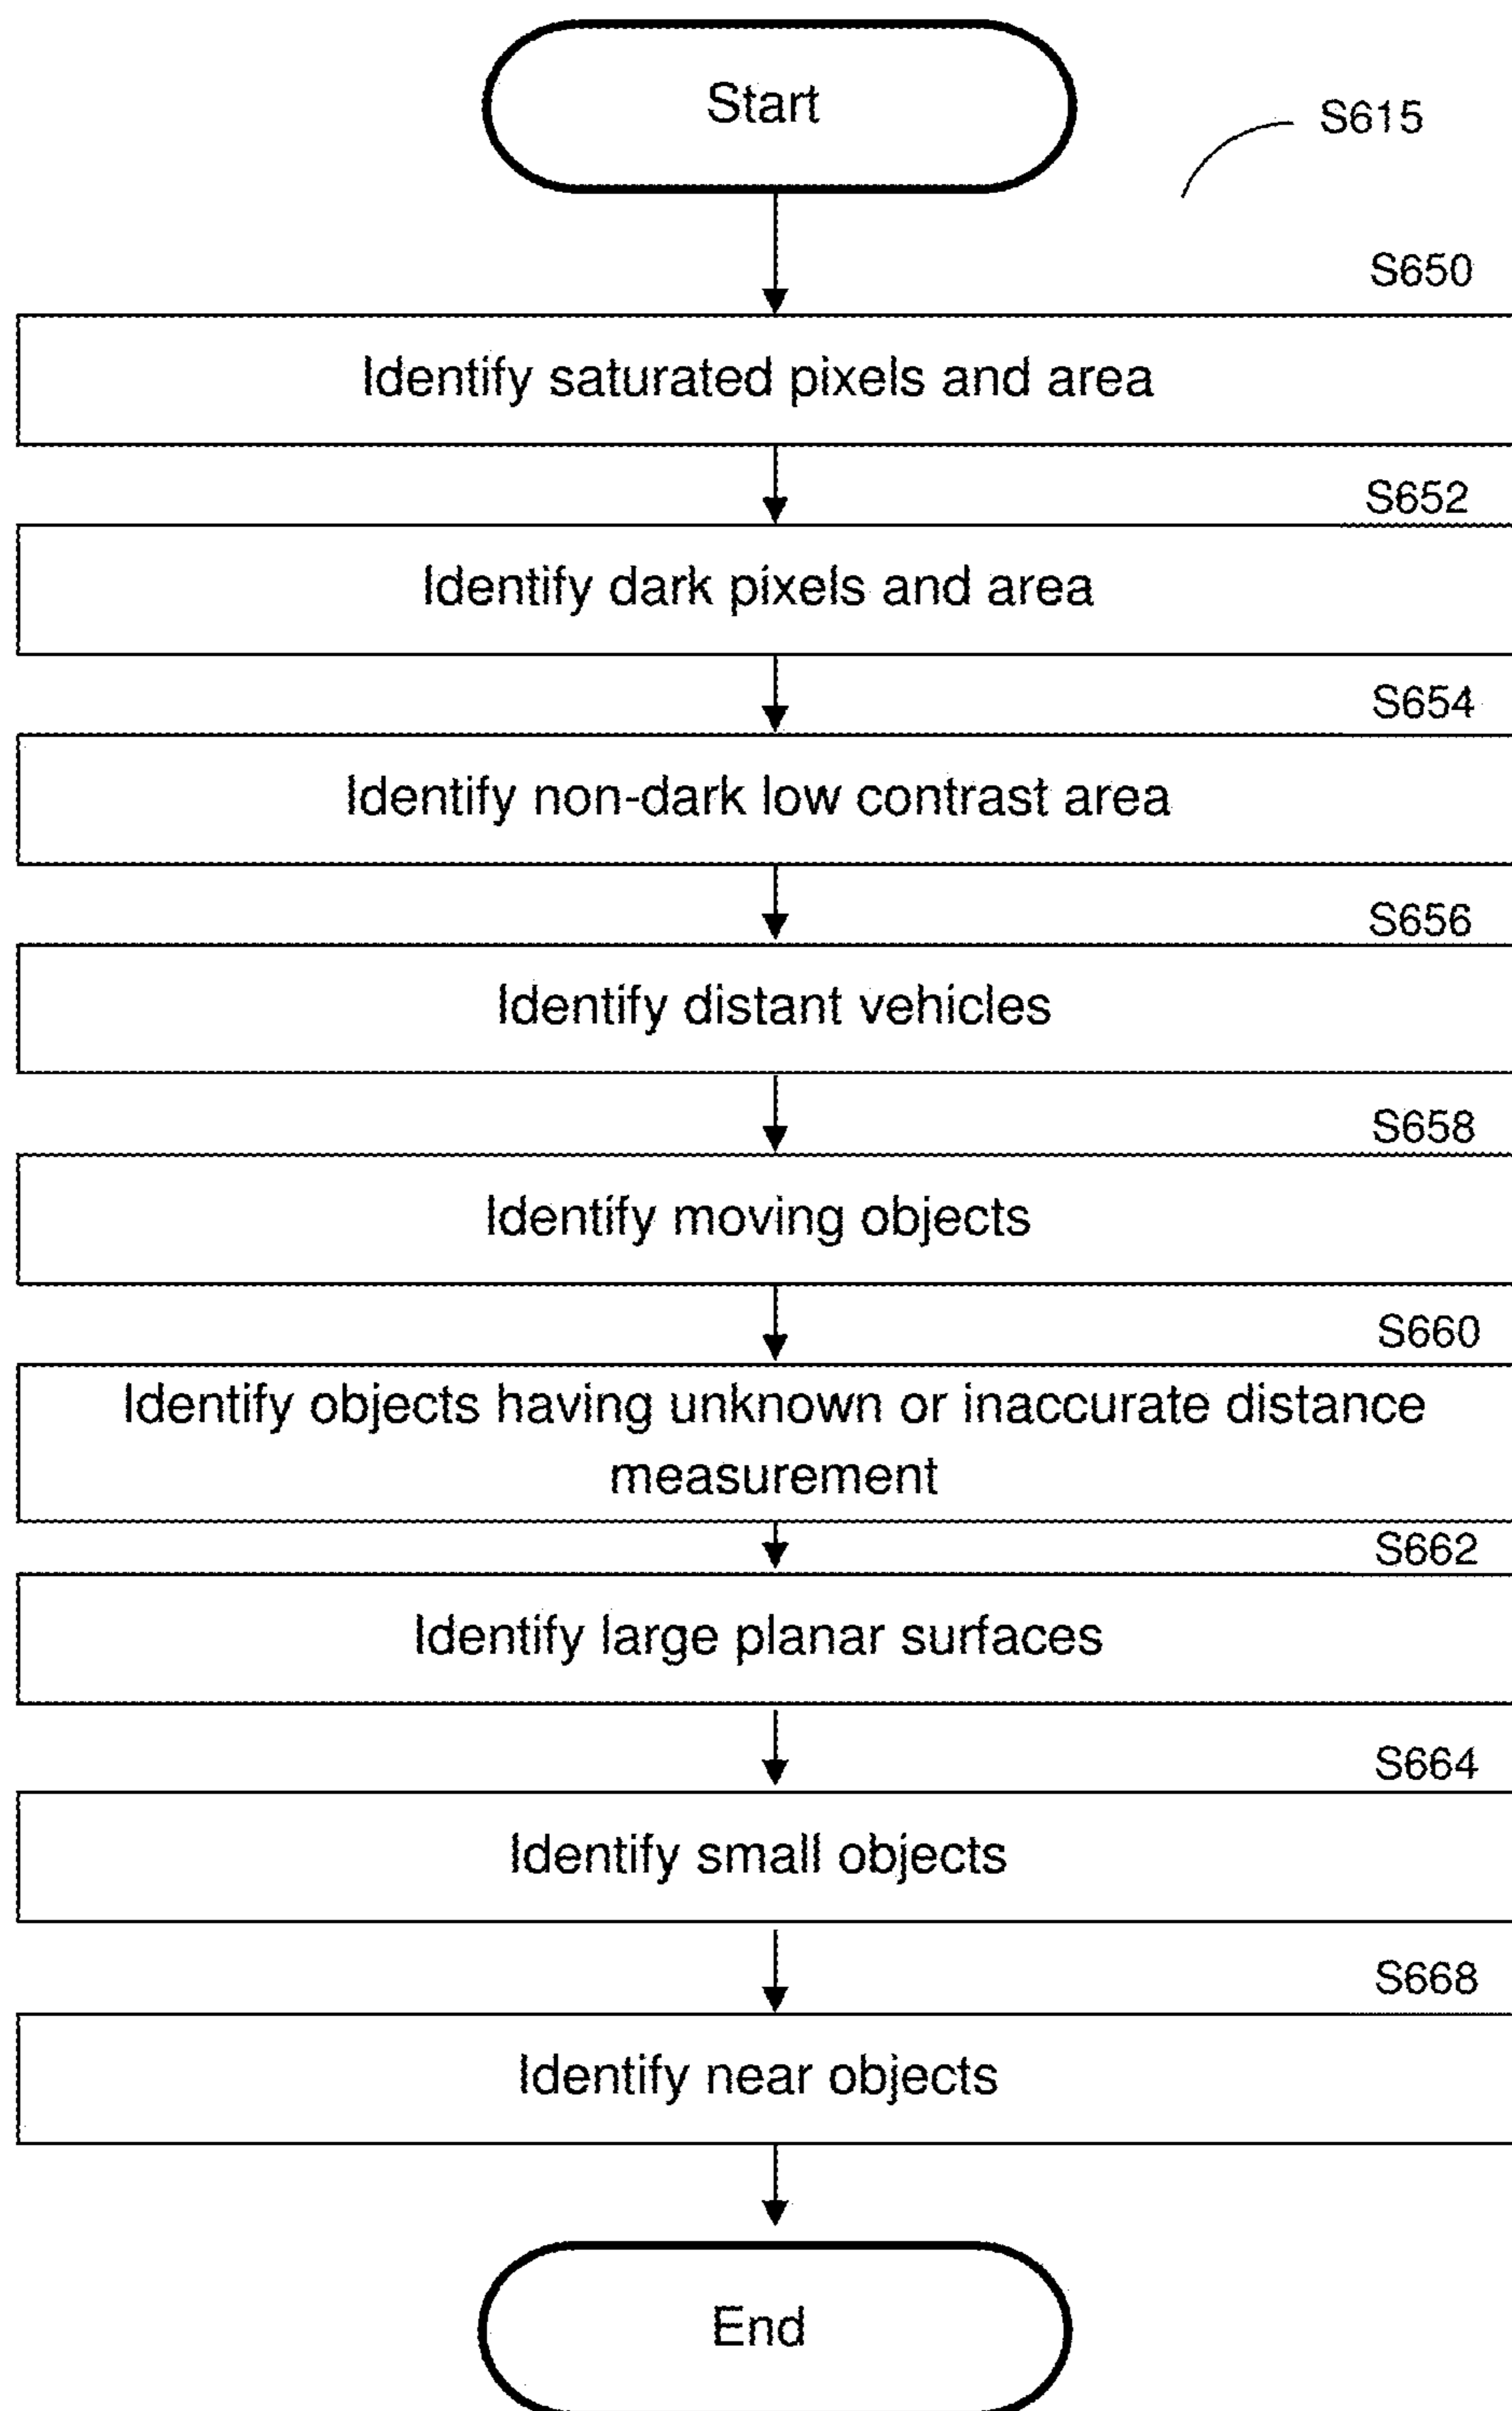 Start
S615
S650
Identify saturated pixels and area
S652
Identify dark pixels and area
S654
Identify non-dark low contrast area
S656
Identify distant vehicles
S658
Identify moving objects
S660
Identify objects having unknown or inaccurate distance
measurement
S662
Identify large planar surfaces
S664
Identify small objects
S668
Identify near objects
End